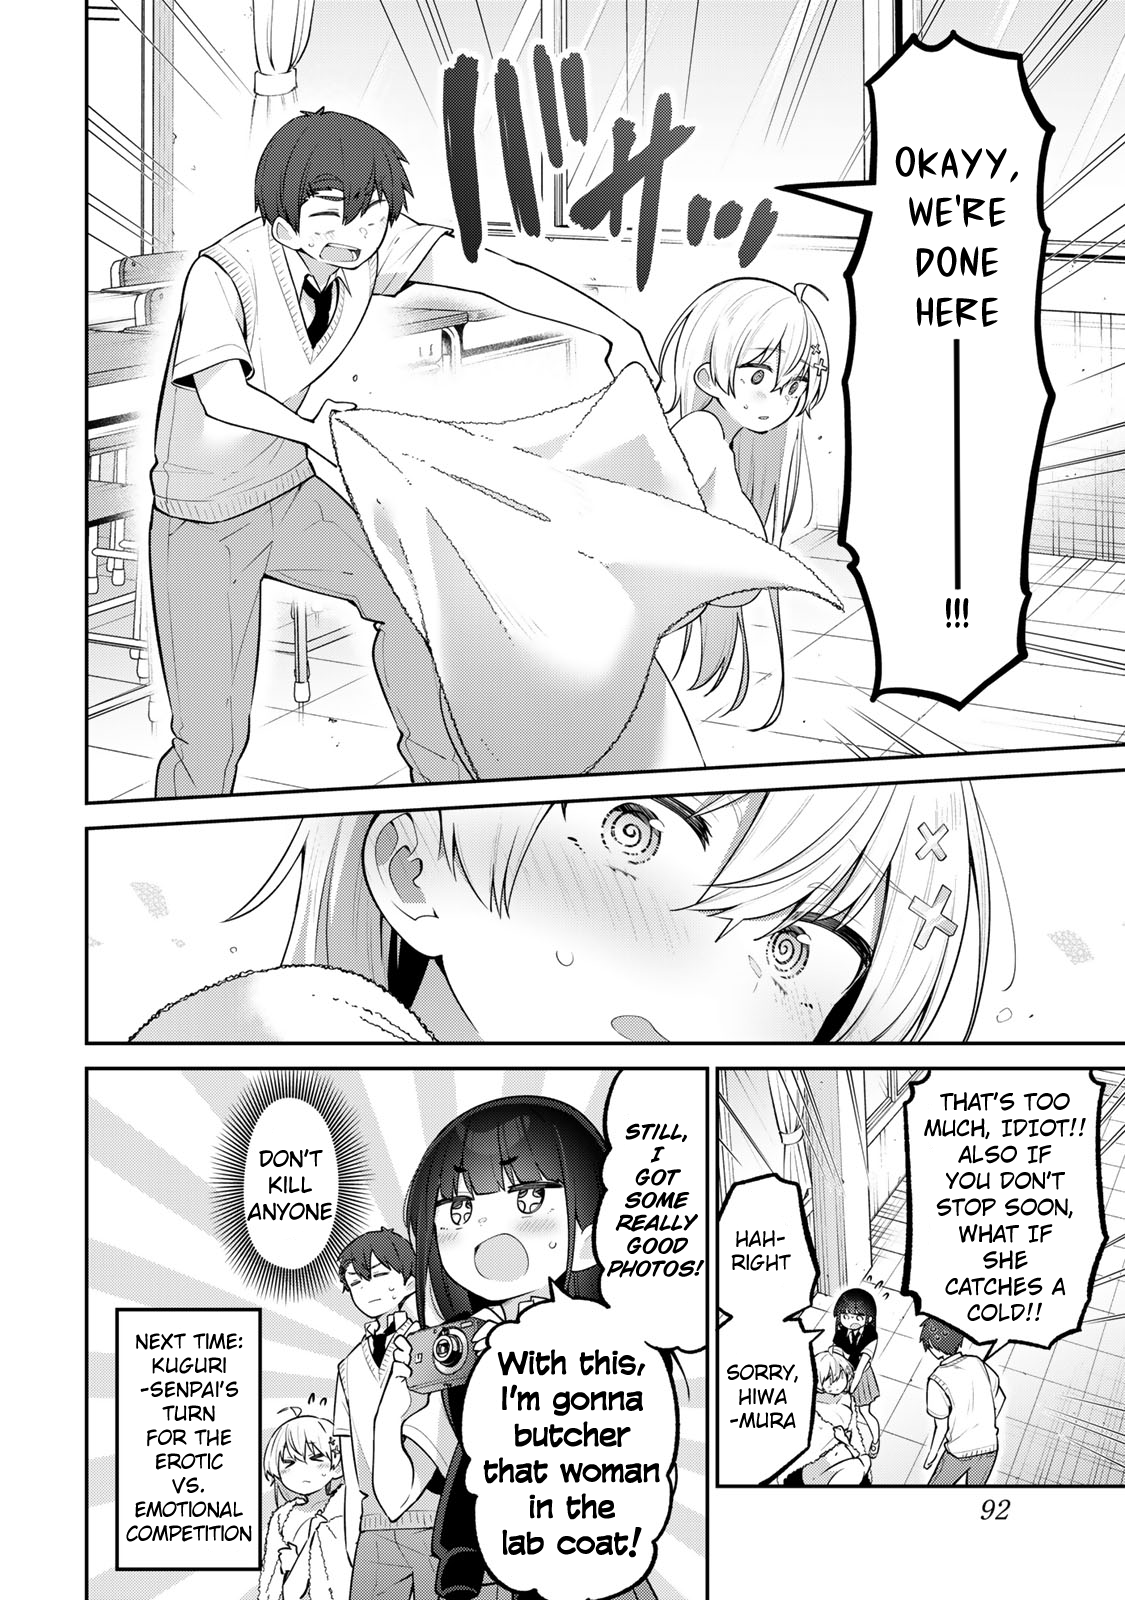 OKAYY,
WE'RE
DONE
HERE
!!!
バサ
THAT'S TOO
MUCH, IDIOT!!
ALSO IF
YOU DON'T
STOP SOON,
WHAT IF
SHE
CATCHES A
COLD!!
HAH-
RIGHT
SORRY,
HIWA
-MURA
STILL,
I
GOT
SOME
REALLY
GOOD
PHOTOS!
With this,
I'm gonna
butcher
that woman
in the
lab coat!
DON'T
KILL
ANYONE
NEXT TIME:
KUGURI
-SENPAI'S
TURN
FOR THE
EROTIC
VS.
EMOTIONAL
COMPETITION
92